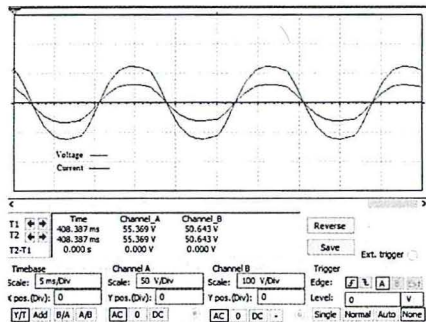 Voltage
Current
Time Channel_A Channel_B
T1 408.387 ms 55.369 V 50.643 V
T2 408.387 ms 55.369 V 50.643 V
T2-T1 0.000 s 0.000 V 0.000 V
Reverse
Save
Ext. trigger
Timebase Channel A Channel B Trigger
Scale: 5 ms/Div Scale: 50 V/Div Scale: 100 V/Div Edge: A B
X pos.(Div): 0 Y pos.(Div): 0 Y pos.(Div): 0 Level: 0 V
Y/T Add B/A A/B AC 0 DC AC 0 DC - Single Normal Auto None